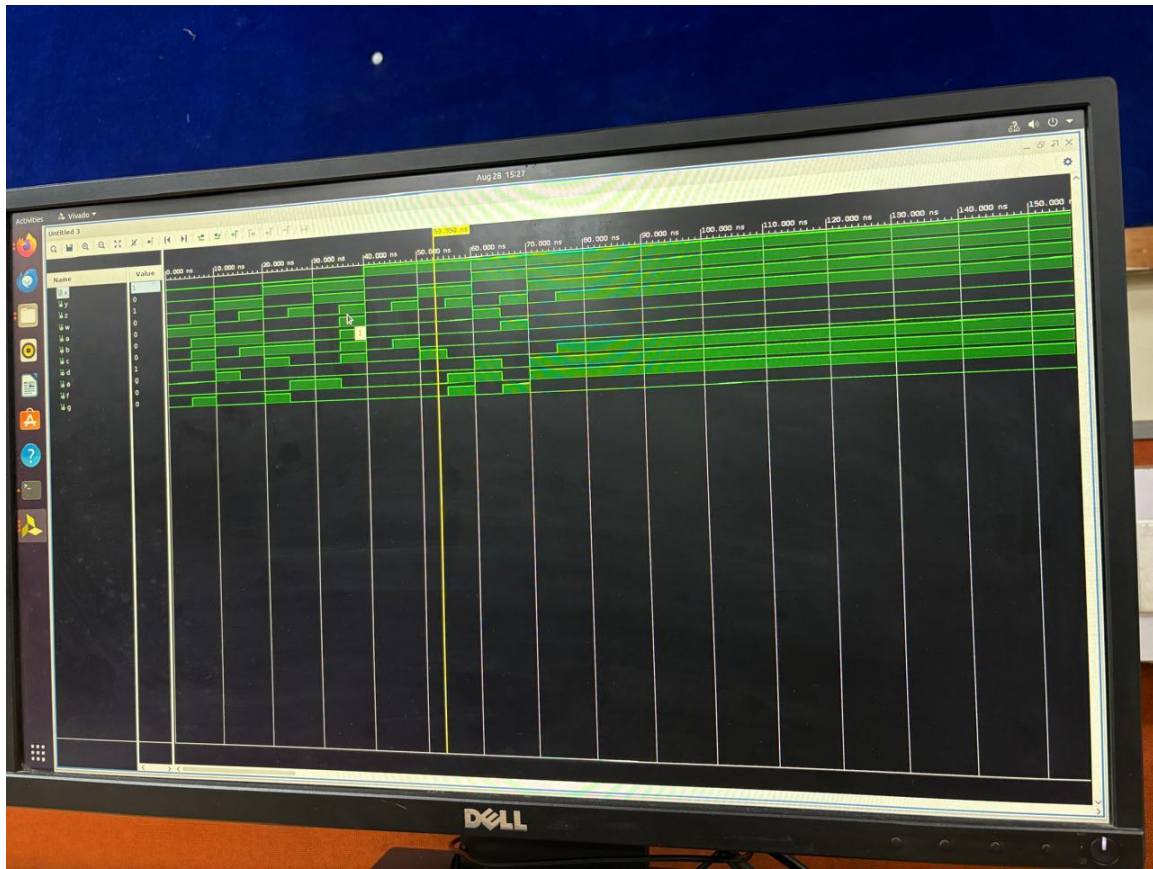 Aug 28 15:27
Activities
Vivado
Untitled 3
Name
Value
0.000 ns
10.000 ns
20.000 ns
30.000 ns
40.000 ns
50.000 ns
60.000 ns
70.000 ns
80.000 ns
90.000 ns
100.000 ns
110.000 ns
120.000 ns
130.000 ns
140.000 ns
150.000
x 1
y 0
z 1
w 0
a 0
b 0
c 0
d 1
e 0
f 0
g 0
1
DELL